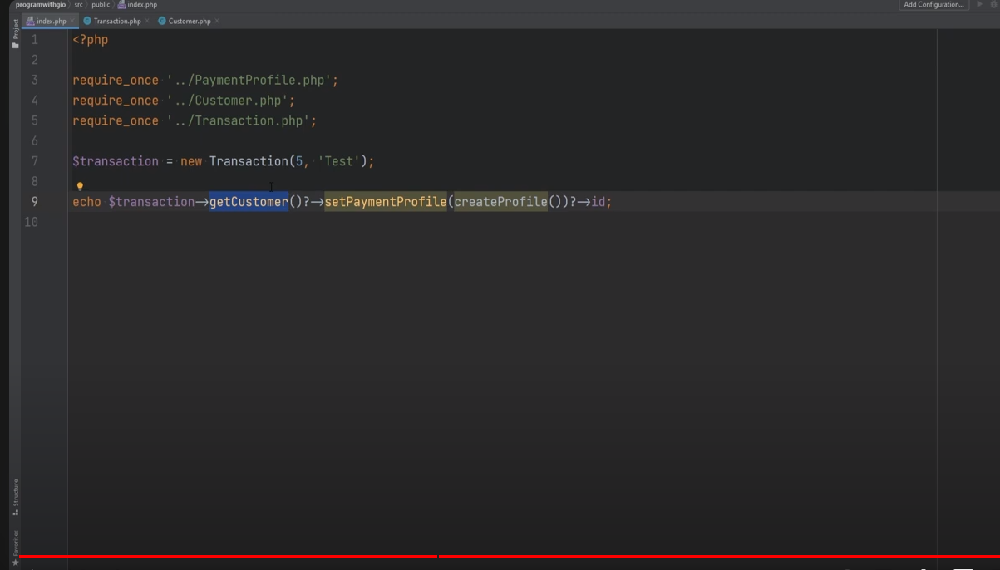 programwithgio src public index.php Add Configuration...
Project
index.php Transaction.php Customer.php
1 <?php
2
3 require_once '../PaymentProfile.php';
4 require_once '../Customer.php';
5 require_once '../Transaction.php';
6
7 $transaction = new Transaction(5, 'Test');
8
9 echo $transaction->getCustomer()?->setPaymentProfile(createProfile())?->id;
10
Structure
Favorites